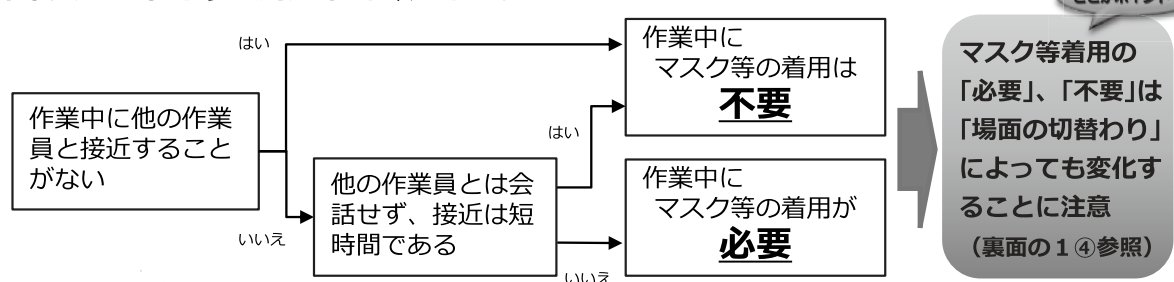 はい
作業中に他の作業
員と接近することが
がない
いいえ
他の作業員とは会
話せず、接近は短
時間である
はい
いいえ
作業中に
マスク等の着用は
不要
作業中に
マスク等の着用が
必要
マスク等着用の
「必要」、「不要」は
「場面の切替わり」
によっても変化す
ることに注意
(裏面の1④参照)